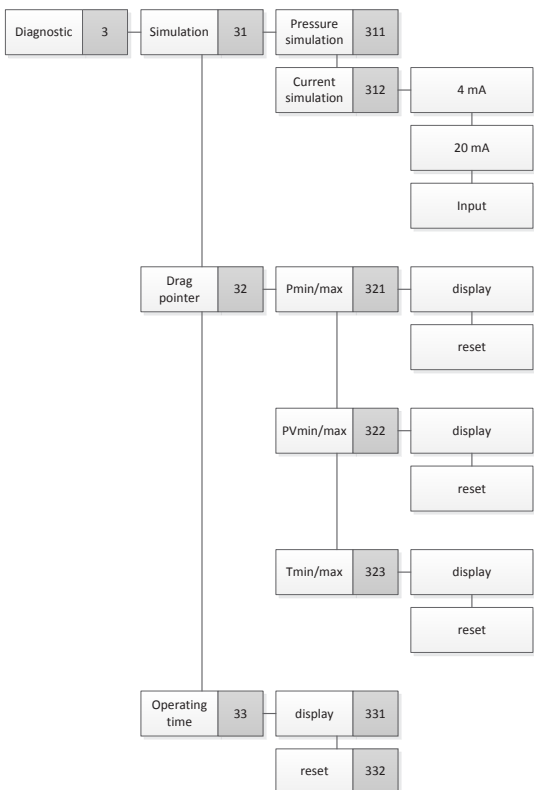 Diagnostic 3 Simulation 31 Pressure simulation 311
Current simulation 312 4 mA
20 mA
Input
Drag pointer 32 Pmin/max 321 display
reset
PVmin/max 322 display
reset
Tmin/max 323 display
reset
Operating time 33 display 331
reset 332